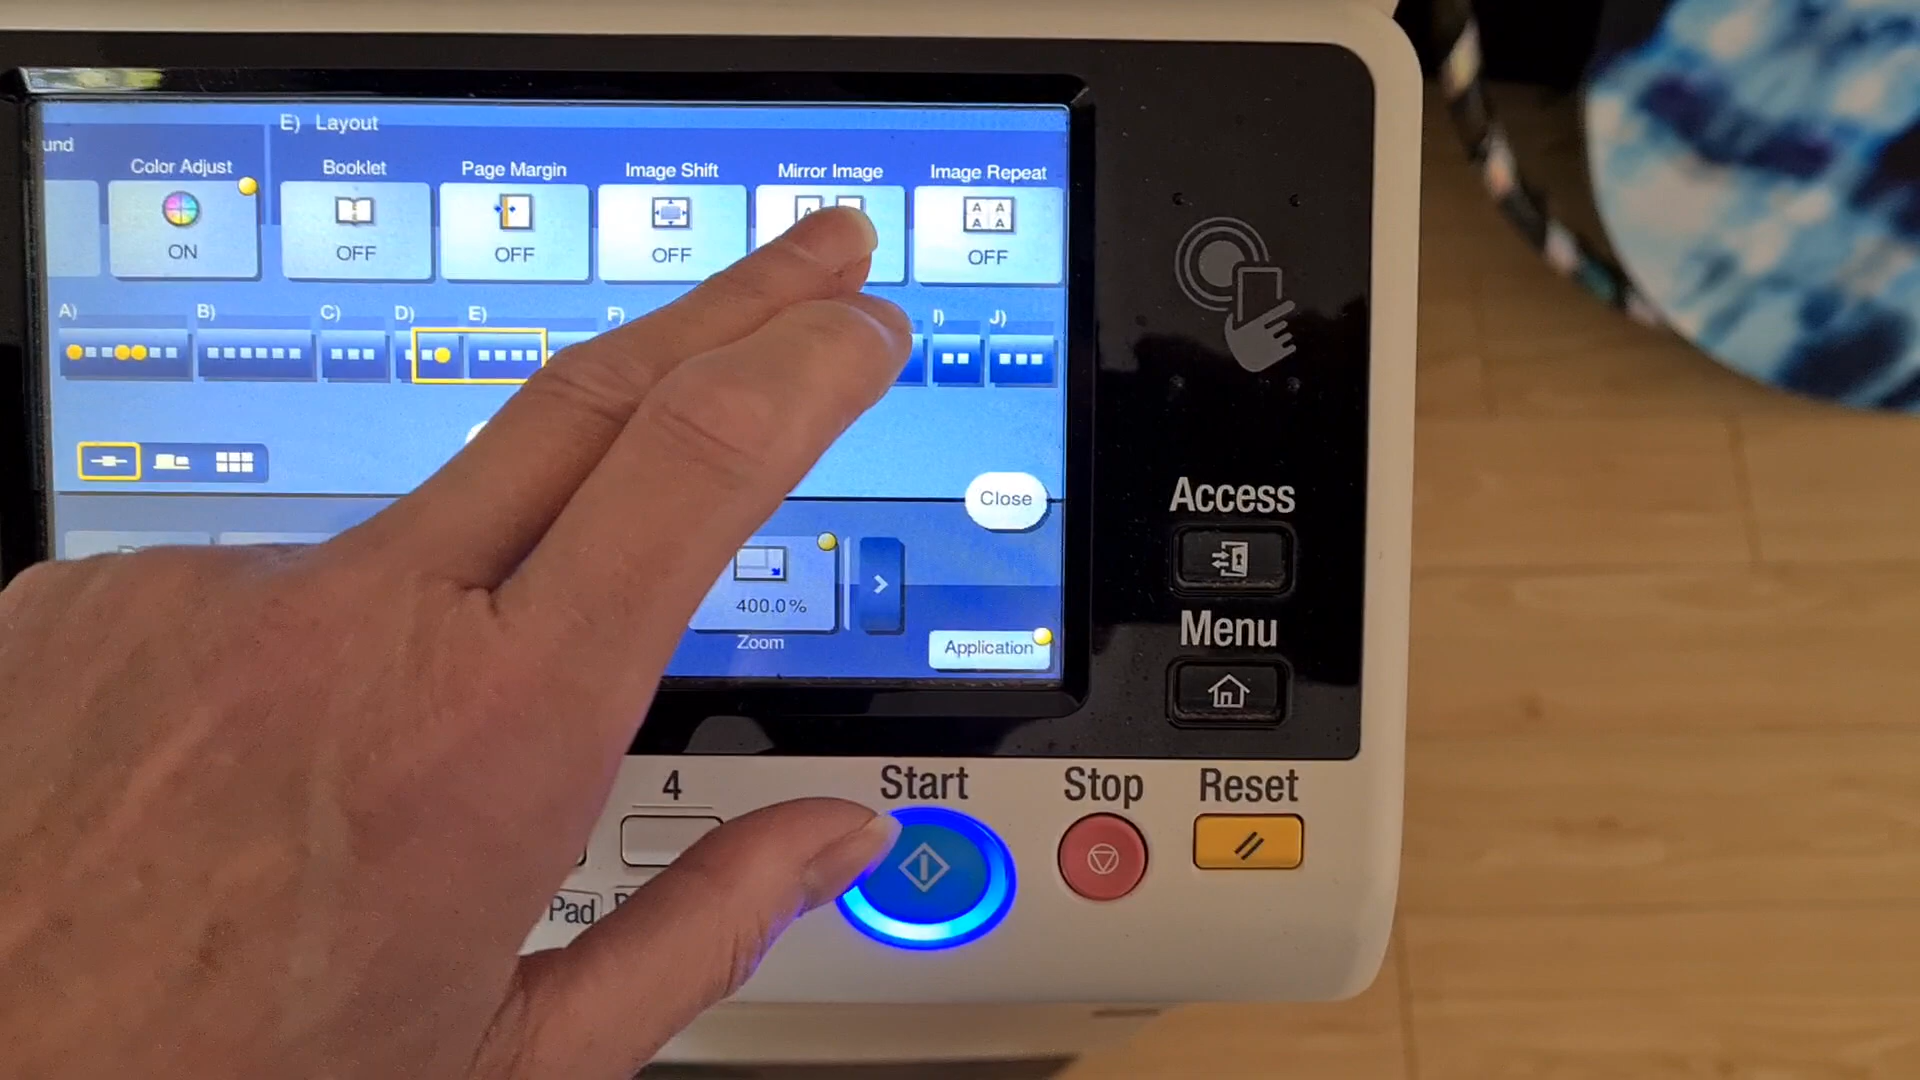 E) Layout
und
Color Adjust
Booklet
Page Margin
Image Shift
Mirror Image
Image Repeat
A
A A
A A
ON
OFF
OFF
OFF
OFF
A)
B)
C)
D)
E)
F)
I)
J)
Close
400.0%
Zoom
Application
Access
Menu
4
Start
Stop
Reset
Pad